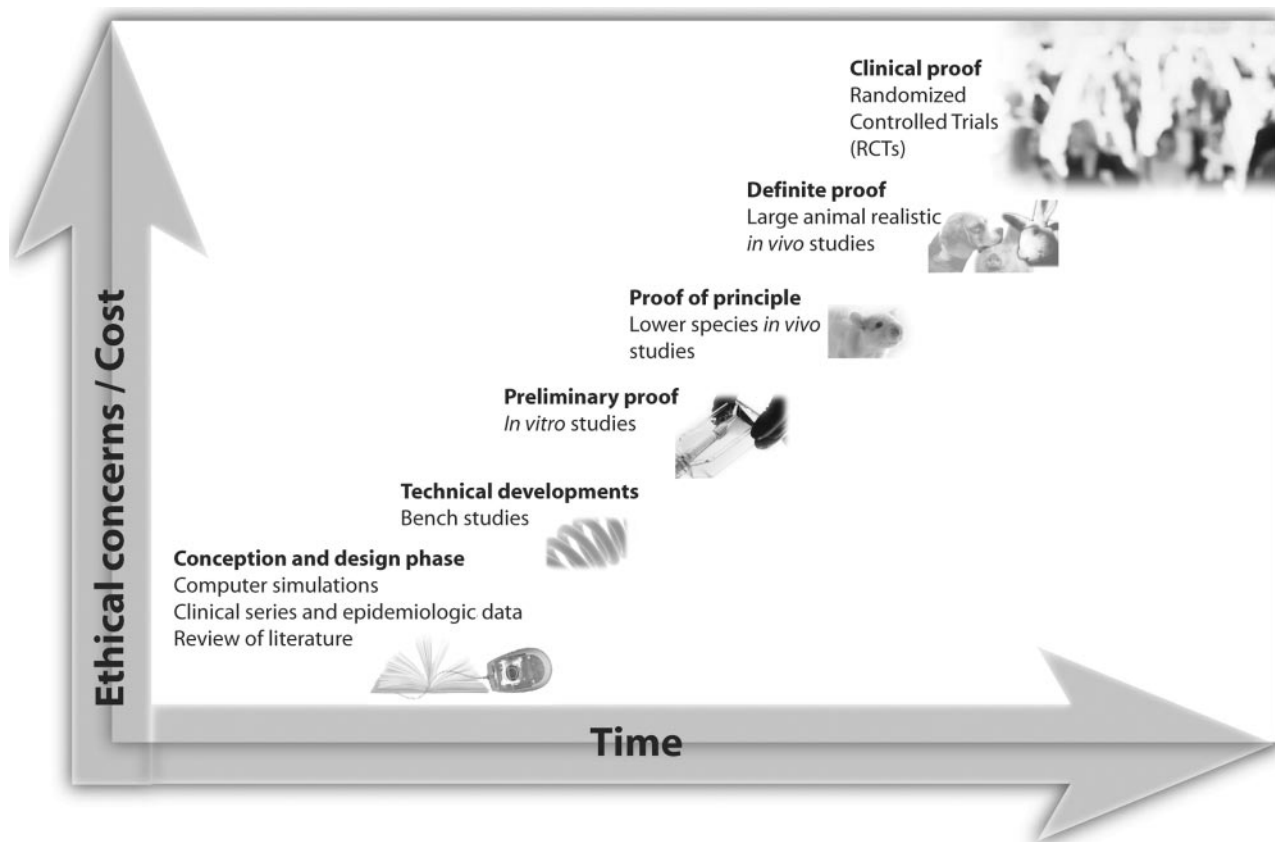 Clinical proof
Randomized
Controlled Trials
(RCTs)
Definite proof
Large animal realistic
in vivo studies
Proof of principle
Lower species in vivo
studies
Preliminary proof
In vitro studies
Technical developments
Bench studies
Conception and design phase
Computer simulations
Clinical series and epidemiologic data
Review of literature
Ethical concerns / Cost
Time